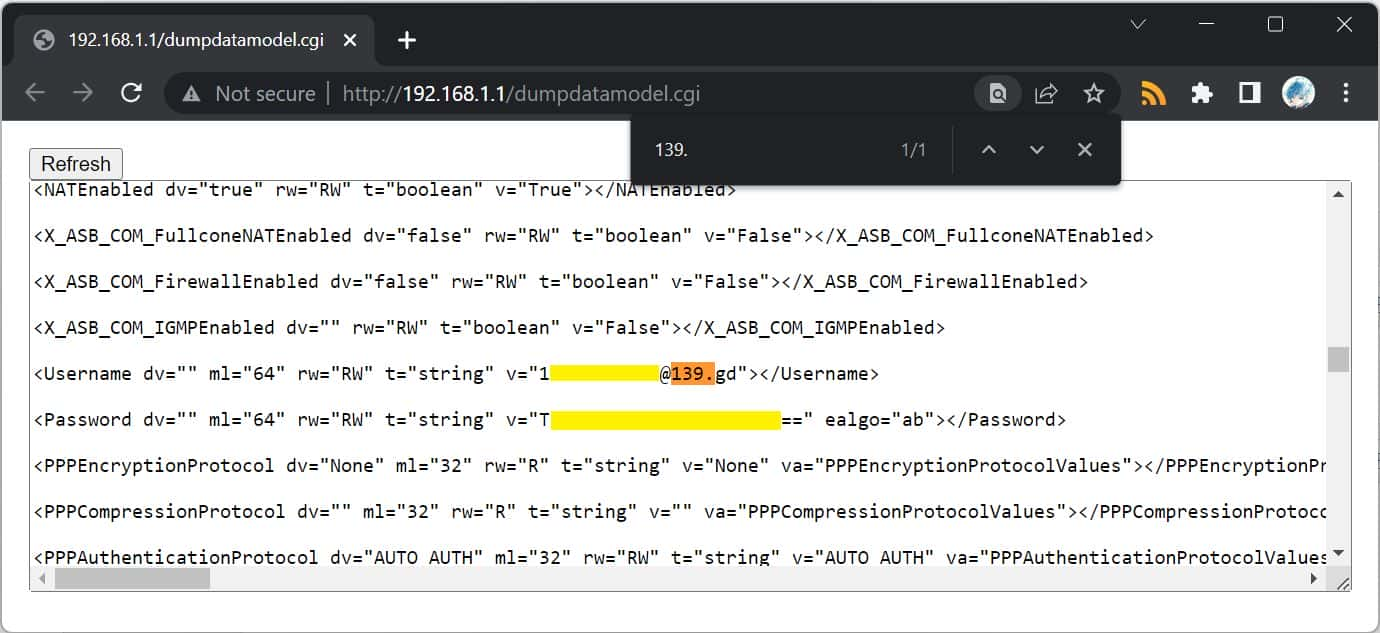 192.168.1.1/dumpdatamodel.cgi
Not secure
http://192.168.1.1/dumpdatamodel.cgi
139.
1/1
Refresh
<NATEnabled dv="true" rw="RW" t="boolean" v="True"></NATEnabled>
<X_ASB_COM_FullconeNATEnabled dv="false" rw="RW" t="boolean" v="False"></X_ASB_COM_FullconeNATEnabled>
<X_ASB_COM_FirewallEnabled dv="false" rw="RW" t="boolean" v="False"></X_ASB_COM_FirewallEnabled>
<X_ASB_COM_IGMPEnabled dv="" rw="RW" t="boolean" v="False"></X_ASB_COM_IGMPEnabled>
<Username dv="" ml="64" rw="RW" t="string" v="1 @139.gd"></Username>
<Password dv="" ml="64" rw="RW" t="string" v="T ==" ealgo="ab"></Password>
<PPPEncryptionProtocol dv="None" ml="32" rw="R" t="string" v="None" va="PPPEncryptionProtocolValues"></PPPEncryptionPr
<PPPCompressionProtocol dv="" ml="32" rw="R" t="string" v="" va="PPPCompressionProtocolValues"></PPPCompressionProtoco
<PPPAuthenticationProtocol dv="AUTO_AUTH" ml="32" rw="RW" t="string" v="AUTO_AUTH" va="PPPAuthenticationProtocolValues